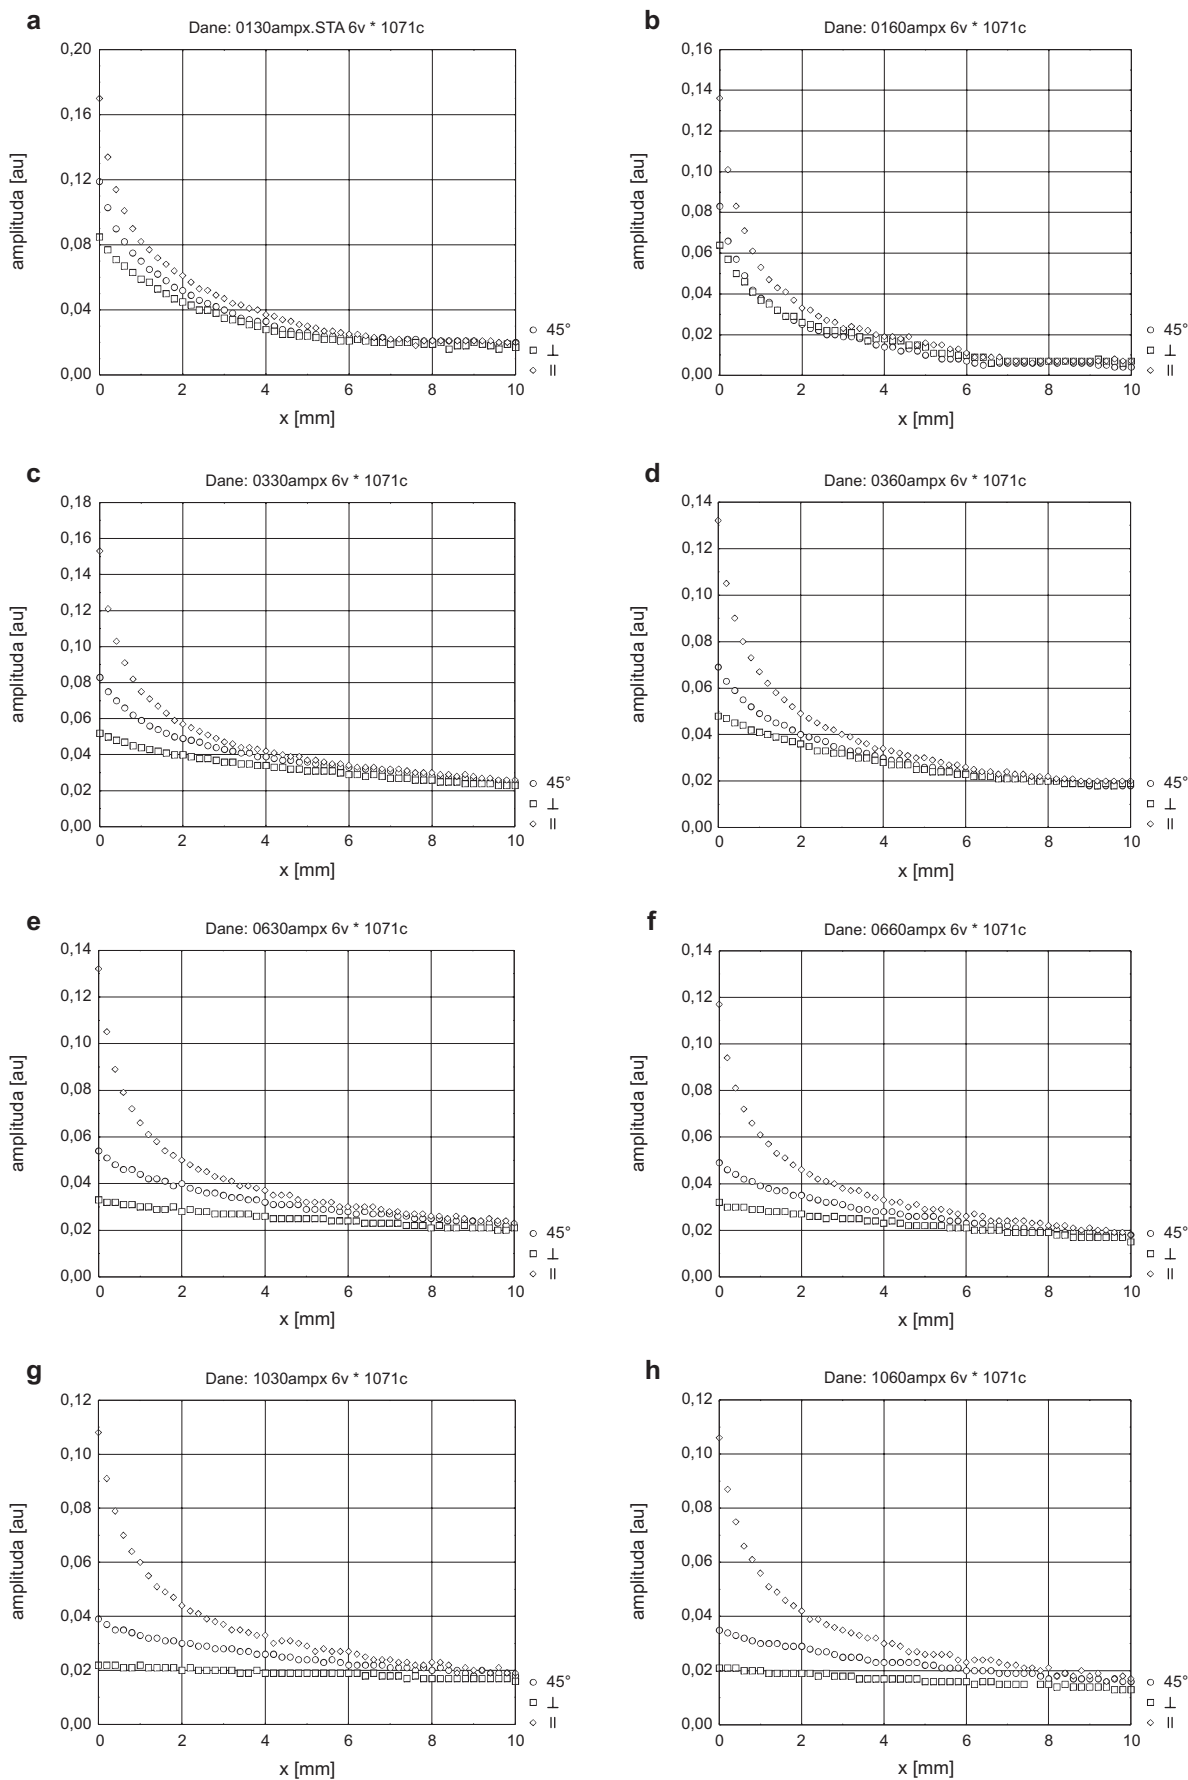 a
Dane: 0130ampx.STA 6v * 1071c
amplituda [au]
0,20
0,16
0,12
0,08
0,04
0,00
0 2 4 6 8 10
x [mm]
45°
⊥
||
b
Dane: 0160ampx 6v * 1071c
amplituda [au]
0,16
0,14
0,12
0,10
0,08
0,06
0,04
0,02
0,00
0 2 4 6 8 10
x [mm]
45°
⊥
||
c
Dane: 0330ampx 6v * 1071c
amplituda [au]
0,18
0,16
0,14
0,12
0,10
0,08
0,06
0,04
0,02
0,00
0 2 4 6 8 10
x [mm]
45°
⊥
||
d
Dane: 0360ampx 6v * 1071c
amplituda [au]
0,14
0,12
0,10
0,08
0,06
0,04
0,02
0,00
0 2 4 6 8 10
x [mm]
45°
⊥
||
e
Dane: 0630ampx 6v * 1071c
amplituda [au]
0,14
0,12
0,10
0,08
0,06
0,04
0,02
0,00
0 2 4 6 8 10
x [mm]
45°
⊥
||
f
Dane: 0660ampx 6v * 1071c
amplituda [au]
0,14
0,12
0,10
0,08
0,06
0,04
0,02
0,00
0 2 4 6 8 10
x [mm]
45°
⊥
||
g
Dane: 1030ampx 6v * 1071c
amplituda [au]
0,12
0,10
0,08
0,06
0,04
0,02
0,00
0 2 4 6 8 10
x [mm]
45°
⊥
||
h
Dane: 1060ampx 6v * 1071c
amplituda [au]
0,12
0,10
0,08
0,06
0,04
0,02
0,00
0 2 4 6 8 10
x [mm]
45°
⊥
||